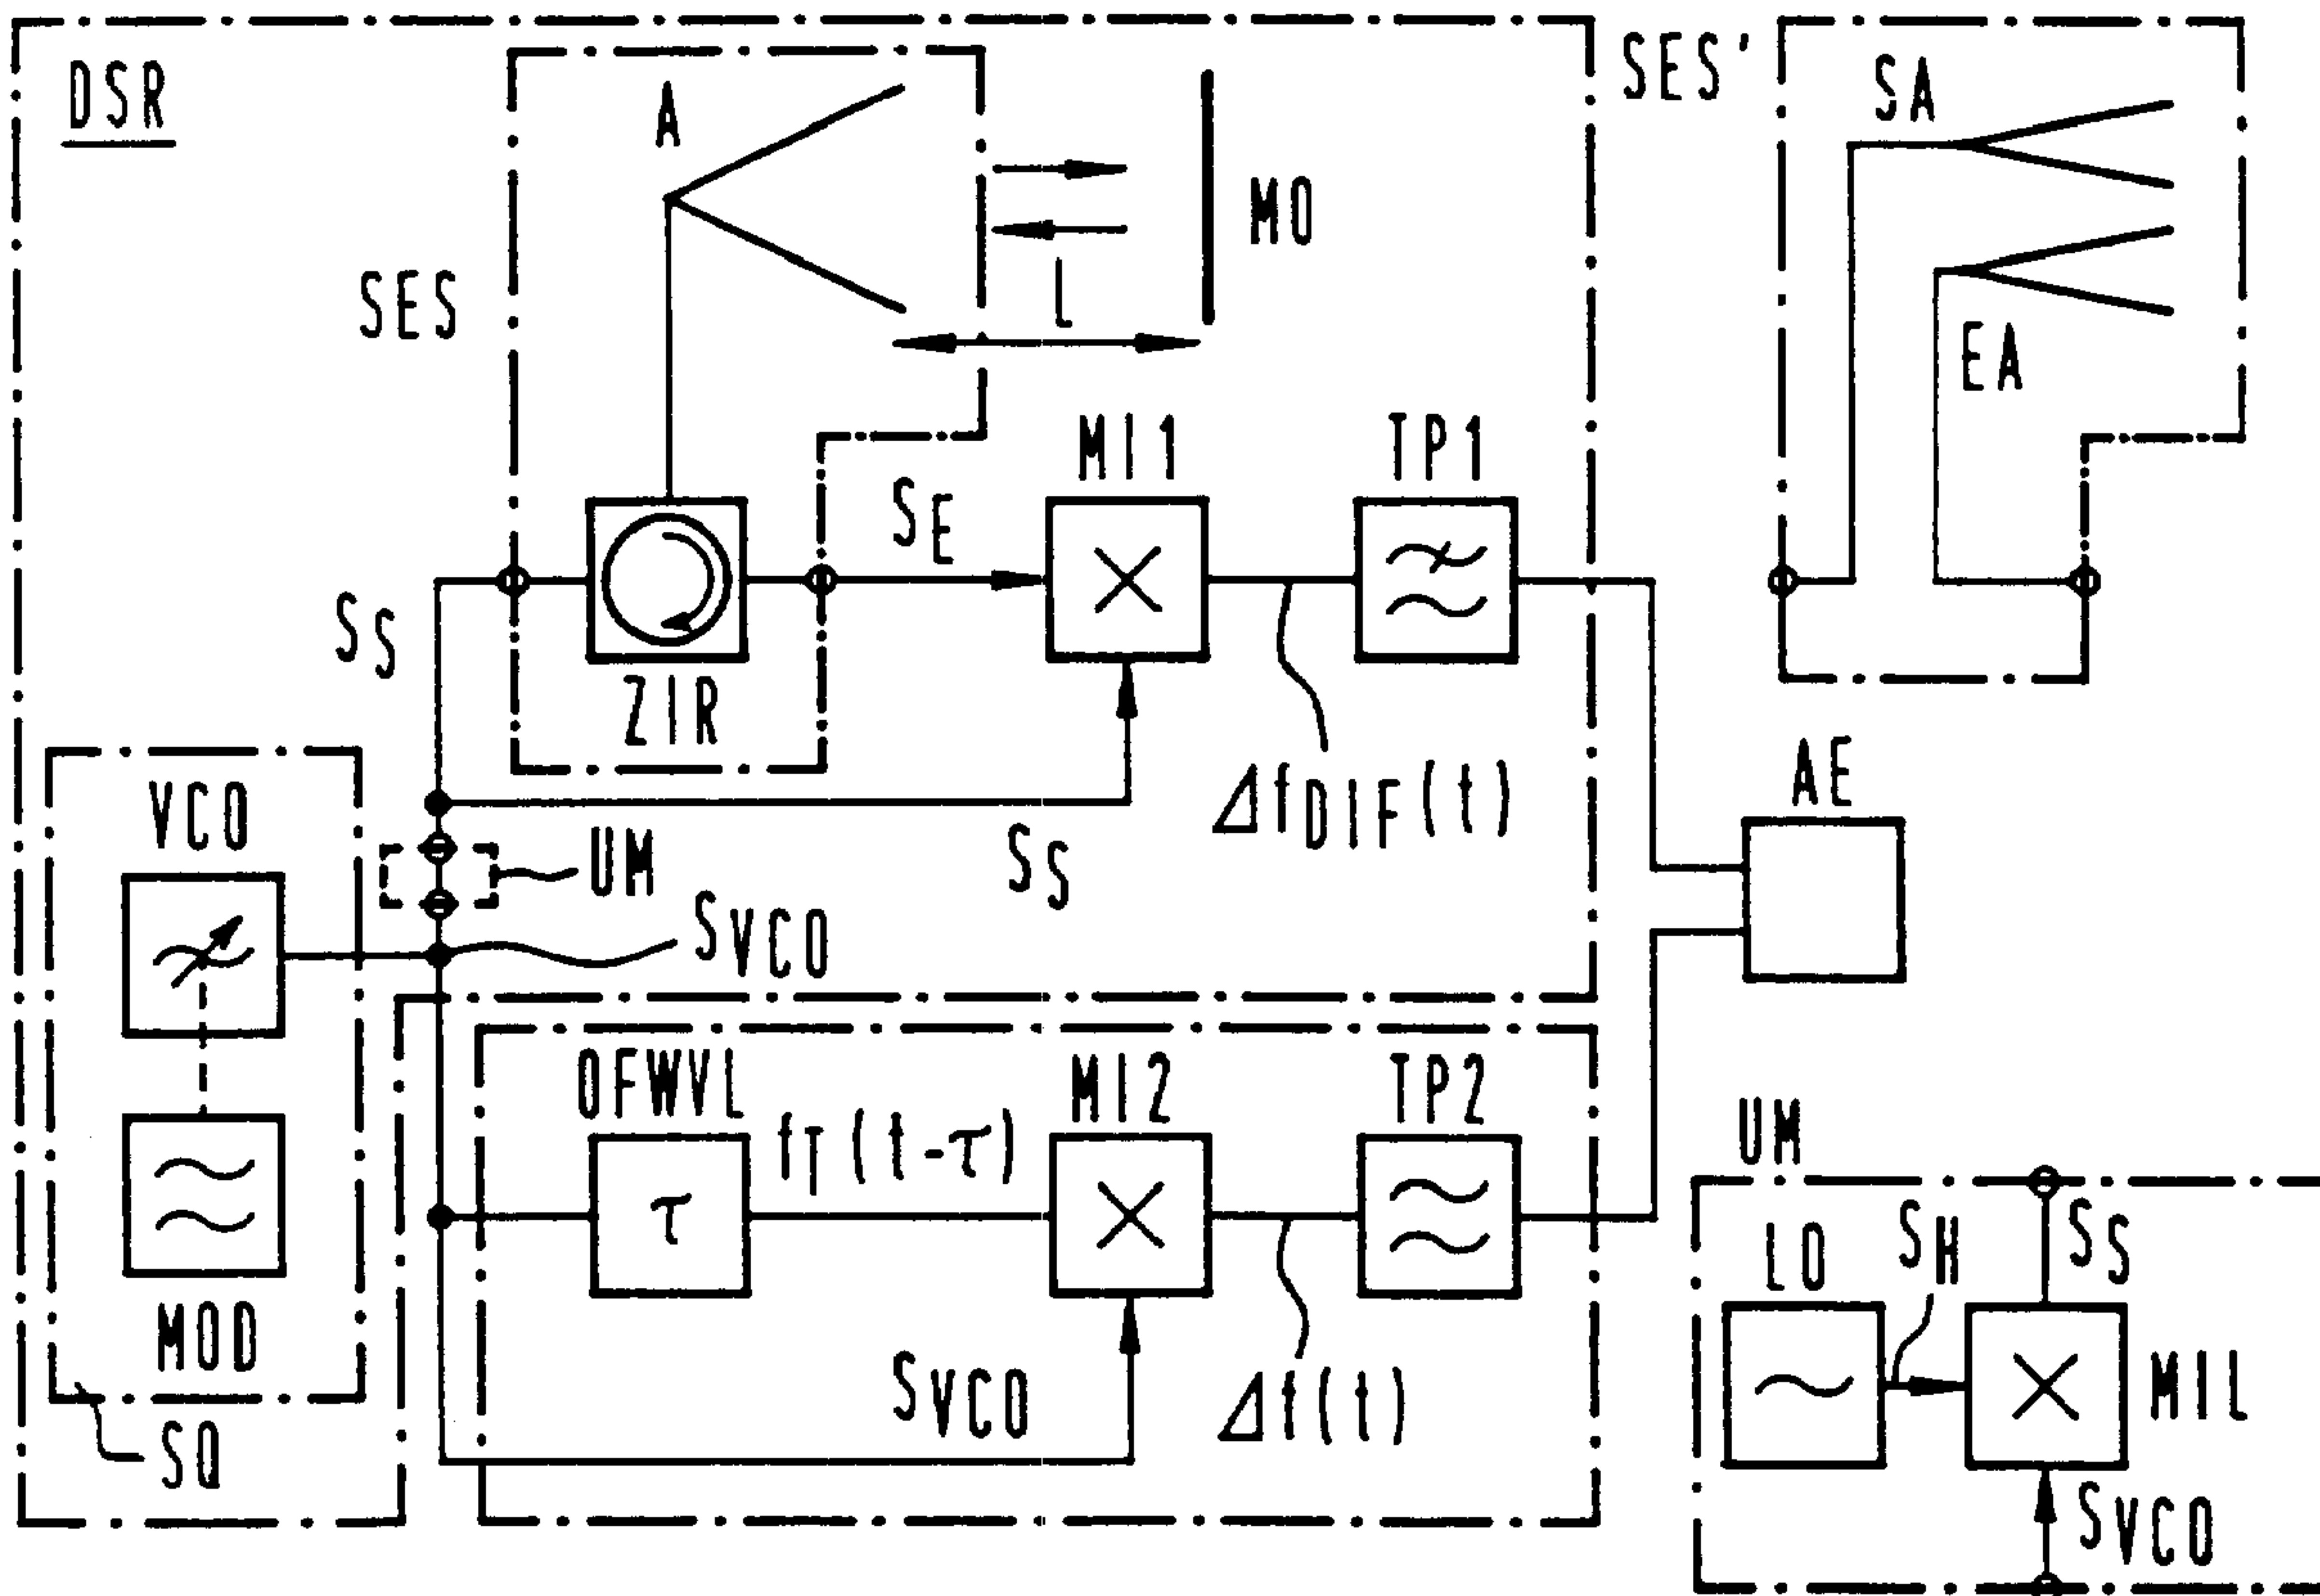 DSR
SES'
SA
A
MO
SES
L
EA
MI1
TP1
SE
SS
ZIR
ΔfDIF(t)
AE
VCO
UM
SS
SVCO
OFWVL
fT(t-τ)
MI2
TP2
UM
τ
LO
SH
SS
MOD
SVCO
Δf(t)
MIL
SQ
SVCO